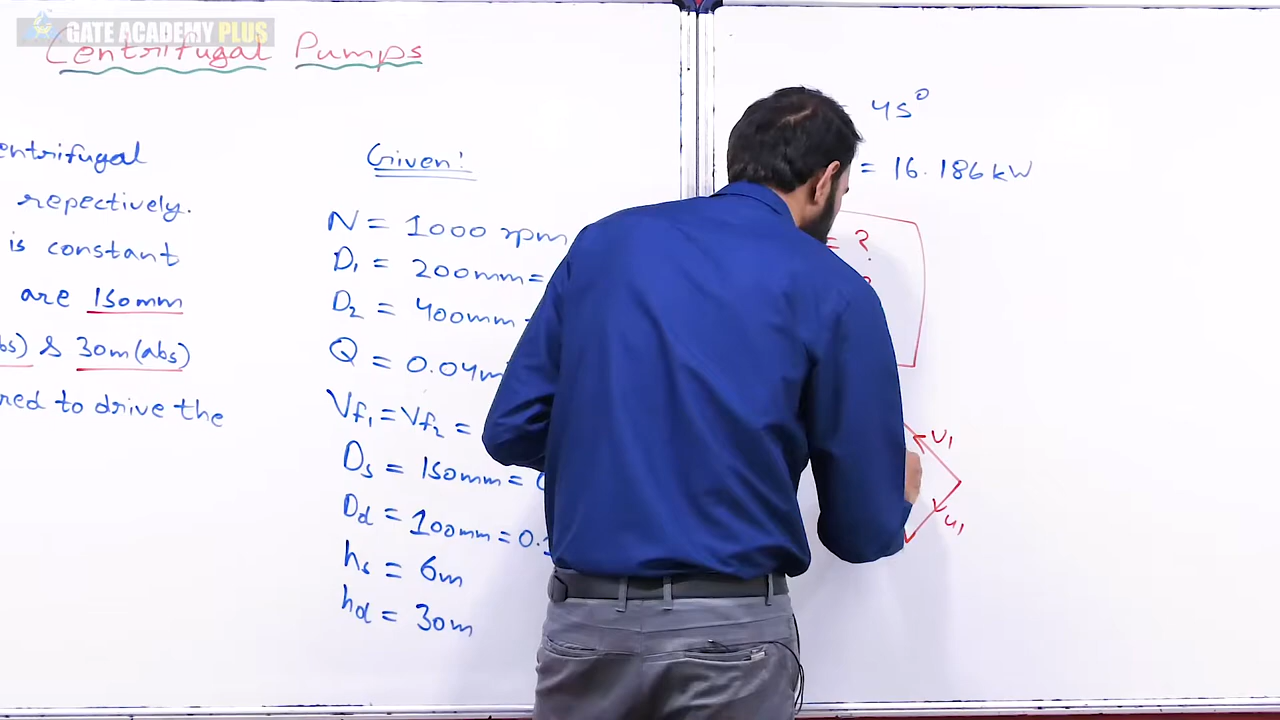 GATE ACADEMY PLUS
Centrifugal Pumps
entrifugal
repectively.
is constant
are 150mm
bs) & 30m(abs)
red to drive the
Given:
N = 1000 rpm
D1 = 200mm =
D2 = 400mm
Q = 0.04m
Vf1 = Vf2 =
Ds = 150mm =
Dd = 100mm = 0.1
hs = 6m
hd = 30m
45°
= 16.186 kW
= ?
V1
u1